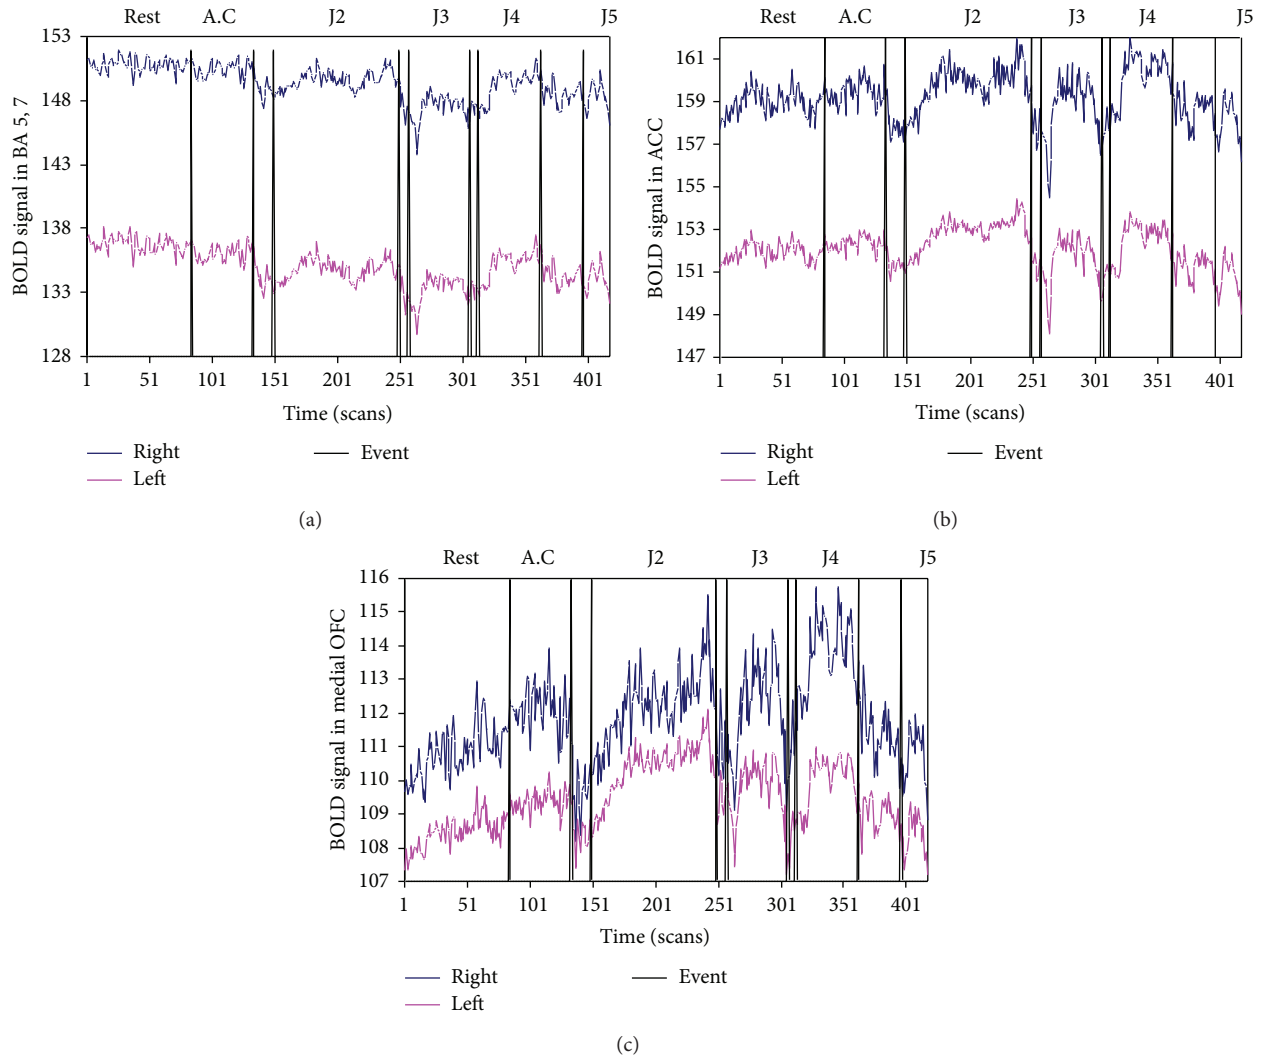 Rest A.C J2 J3 J4 J5
153
148
143
138
133
128
BOLD signal in BA 5, 7
1 51 101 151 201 251 301 351 401
Time (scans)
Right
Left
Event
(a)
Rest A.C J2 J3 J4 J5
161
159
157
155
153
151
149
147
BOLD signal in ACC
1 51 101 151 201 251 301 351 401
Time (scans)
Right
Left
Event
(b)
Rest A.C J2 J3 J4 J5
116
115
114
113
112
111
110
109
108
107
BOLD signal in medial OFC
1 51 101 151 201 251 301 351 401
Time (scans)
Right
Left
Event
(c)